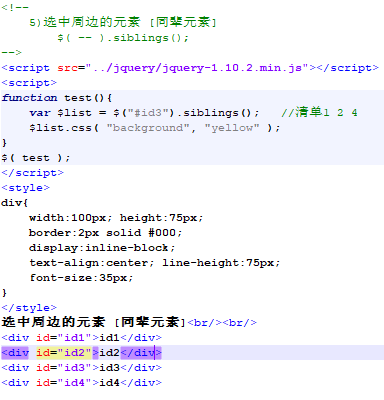 <!--
    5)选中周边的元素 [同辈元素]
        $( -- ).siblings();
-->
<script src="../jquery/jquery-1.10.2.min.js"></script>
<script>
function test(){
    var $list = $("#id3").siblings();   //清单1 2 4
    $list.css( "background", "yellow" );
}
$( test );
</script>
<style>
div{
    width:100px; height:75px;
    border:2px solid #000;
    display:inline-block;
    text-align:center; line-height:75px;
    font-size:35px;
}
</style>
选中周边的元素 [同辈元素]<br/><br/>
<div id="id1">id1</div>
<div id="id2">id2</div>
<div id="id3">id3</div>
<div id="id4">id4</div>